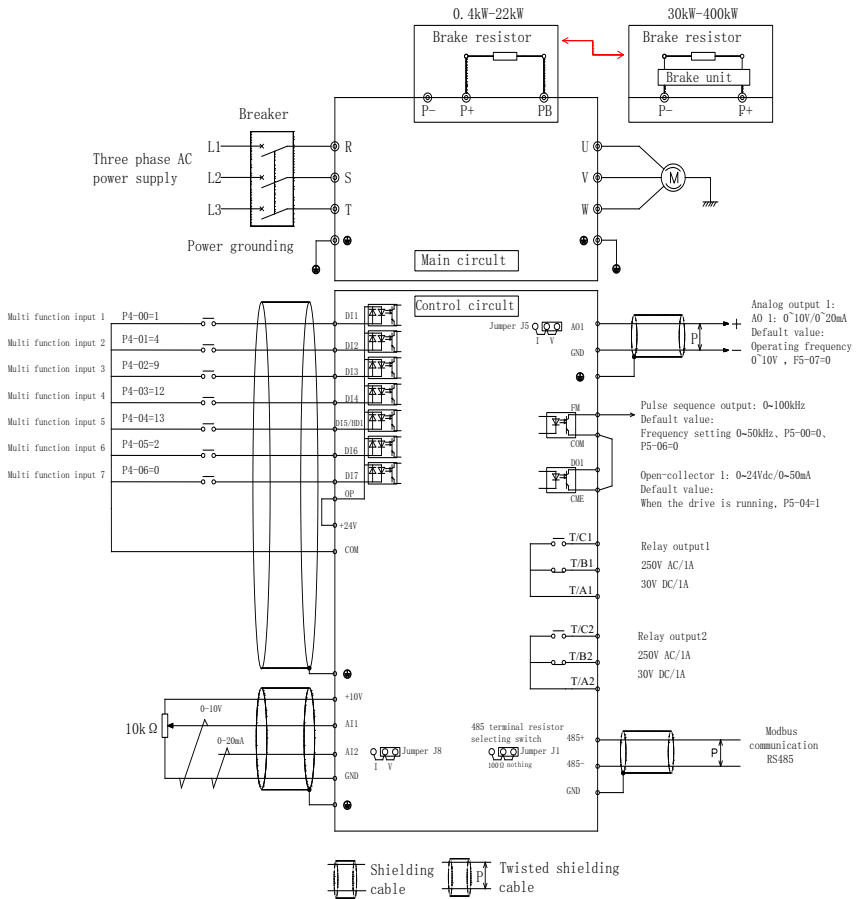 0.4kW-22kW
30kW-400kW
Brake resistor
Brake resistor
Brake unit
P-
P+
PB
P-
P+
Breaker
L1
R
U
Three phase AC
power supply
L2
S
V
M
L3
T
W
Power grounding
Main circuit
Control circuit
Multi function input 1
P4-00=1
DI1
Multi function input 2
P4-01=4
DI2
Multi function input 3
P4-02=9
DI3
Multi function input 4
P4-03=12
DI4
Multi function input 5
P4-04=13
DI5/HDI
Multi function input 6
P4-05=2
DI6
Multi function input 7
P4-06=0
DI7
OP
+24V
COM
Jumper J5
I V
AO1
GND
P
+
−
Analog output 1:
AO 1: 0~10V/0~20mA
Default value:
Operating frequency
0~10V , F5-07=0
FM
COM
Pulse sequence output: 0~100kHz
Default value:
Frequency setting 0~50kHz、P5-00=0、
P5-06=0
DO1
CME
Open-collector 1: 0~24Vdc/0~50mA
Default value:
When the drive is running, P5-04=1
T/C1
T/B1
T/A1
Relay output1
250V AC/1A
30V DC/1A
T/C2
T/B2
T/A2
Relay output2
250V AC/1A
30V DC/1A
+10V
0-10V
10kΩ
AI1
0-20mA
AI2
GND
Jumper J8
I V
485 terminal resistor
selecting switch
Jumper J1
100Ω nothing
485+
485-
GND
P
Modbus
communication
RS485
Shielding
cable
P
Twisted shielding
cable